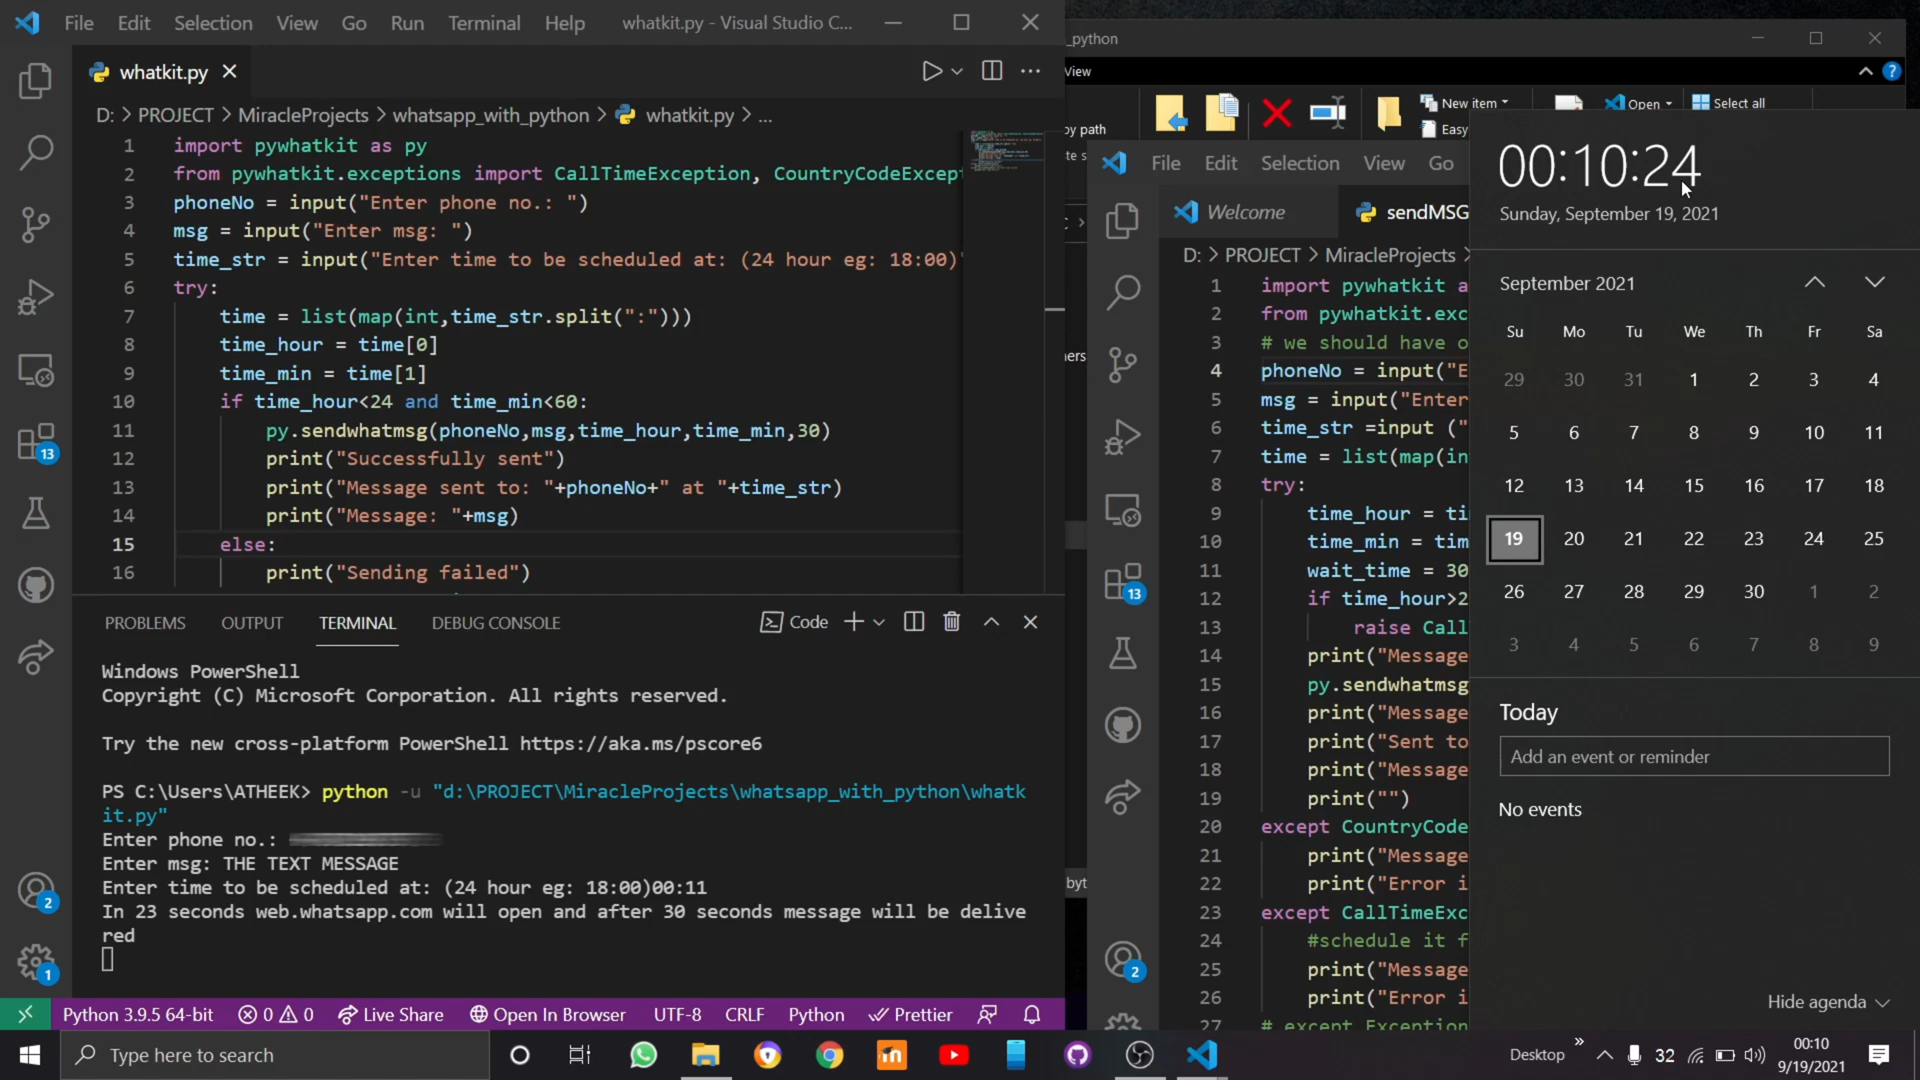 File Edit Selection View Go Run Terminal Help whatkit.py - Visual Studio C...
whatkit.py
D: > PROJECT > MiracleProjects > whatsapp_with_python > whatkit.py > ...
1 import pywhatkit as py
2 from pywhatkit.exceptions import CallTimeException, CountryCodeExcept
3 phoneNo = input("Enter phone no.: ")
4 msg = input("Enter msg: ")
5 time_str = input("Enter time to be scheduled at: (24 hour eg: 18:00)"
6 try:
7 time = list(map(int,time_str.split(":")))
8 time_hour = time[0]
9 time_min = time[1]
10 if time_hour<24 and time_min<60:
11 py.sendwhatmsg(phoneNo,msg,time_hour,time_min,30)
12 print("Successfully sent")
13 print("Message sent to: "+phoneNo+" at "+time_str)
14 print("Message: "+msg)
15 else:
16 print("Sending failed")
13
PROBLEMS OUTPUT TERMINAL DEBUG CONSOLE Code
Windows PowerShell
Copyright (C) Microsoft Corporation. All rights reserved.
Try the new cross-platform PowerShell https://aka.ms/pscore6
PS C:\Users\ATHEEK> python -u "d:\PROJECT\MiracleProjects\whatsapp_with_python\whatk
it.py"
Enter phone no.:
Enter msg: THE TEXT MESSAGE
Enter time to be scheduled at: (24 hour eg: 18:00)00:11
In 23 seconds web.whatsapp.com will open and after 30 seconds message will be delive
red
2
1
Python 3.9.5 64-bit 0 0 Live Share Open In Browser UTF-8 CRLF Python Prettier
_python
View
by path
New item
Easy
Open
Select all
te s
ers
byt
File Edit Selection View Go
Welcome sendMSG
D: > PROJECT > MiracleProjects >
1 import pywhatkit a
2 from pywhatkit.exc
3 # we should have o
4 phoneNo = input("E
5 msg = input("Enter
6 time_str =input ("
7 time = list(map(in
8 try:
9 time_hour = ti
10 time_min = tim
11 wait_time = 30
12 if time_hour>2
13 raise Call
14 print("Message
15 py.sendwhatmsg
16 print("Message
17 print("Sent to
18 print("Message
19 print("")
20 except CountryCode
21 print("Message
22 print("Error i
23 except CallTimeExc
24 #schedule it f
25 print("Message
26 print("Error i
27 # except Exception
13
2
00:10:24
Sunday, September 19, 2021
September 2021
Su Mo Tu We Th Fr Sa
29 30 31 1 2 3 4
5 6 7 8 9 10 11
12 13 14 15 16 17 18
19 20 21 22 23 24 25
26 27 28 29 30 1 2
3 4 5 6 7 8 9
Today
Add an event or reminder
No events
Hide agenda
Type here to search
Desktop
32
00:10
9/19/2021